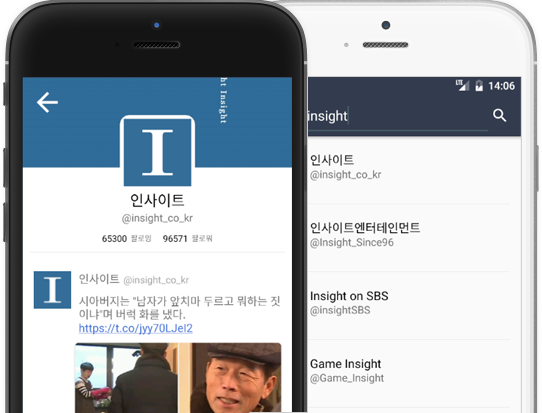 ht Insight
I
인사이트
@insight_co_kr
65300 팔로잉 96571 팔로워
I
인사이트 @insight_co_kr
시아버지는 "남자가 앞치마 두르고 뭐하는 짓
이냐"며 버럭 화를 냈다.
https://t.co/jyy70LJel2
LTE 14:06
insight
인사이트
@insight_co_kr
인사이트엔터테인먼트
@Insight_Since96
Insight on SBS
@insightSBS
Game Insight
@Game_Insight